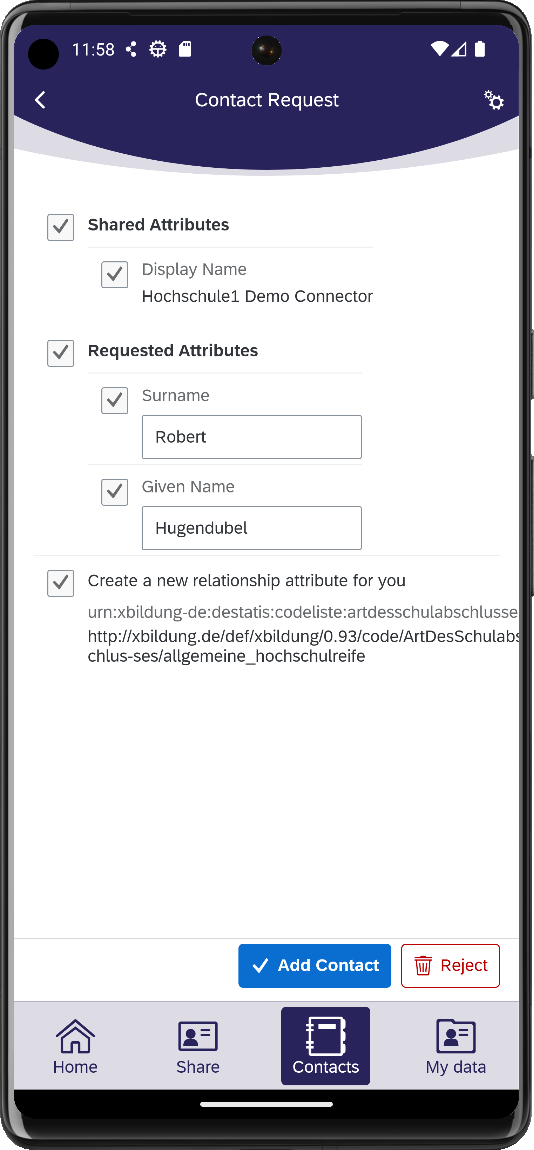 11:58
Contact Request
Shared Attributes
Display Name
Hochschule1 Demo Connector
Requested Attributes
Surname
Robert
Given Name
Hugendubel
Create a new relationship attribute for you
urn:xbildung-de:destatis:codeliste:artdesschulabschlusse
http://xbildung.de/def/xbildung/0.93/code/ArtDesSchulabs
chlus-ses/allgemeine_hochschulreife
Add Contact
Reject
Home
Share
Contacts
My data